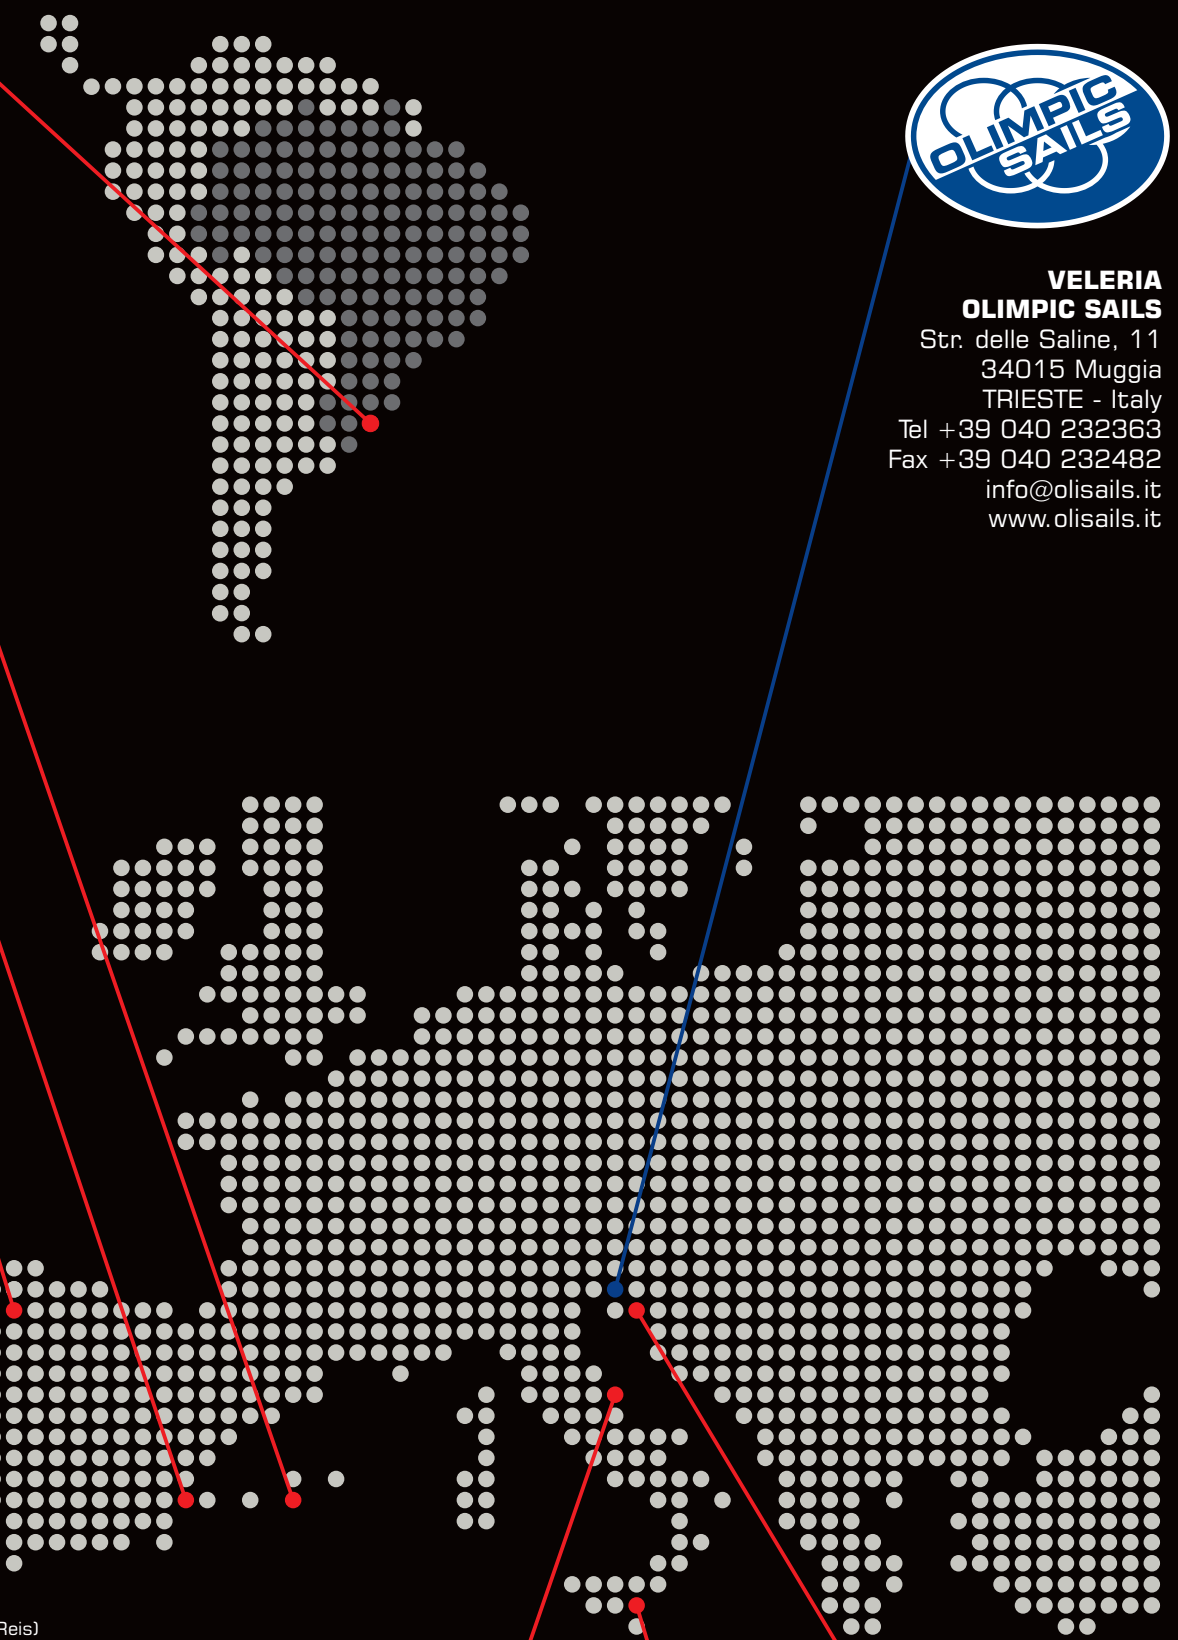 OLIMPIC
SAILS
VELERIA
OLIMPIC SAILS
Str. delle Saline, 11
34015 Muggia
TRIESTE - Italy
Tel +39 040 232363
Fax +39 040 232482
info@olisails.it
www.olisails.it
Reis)